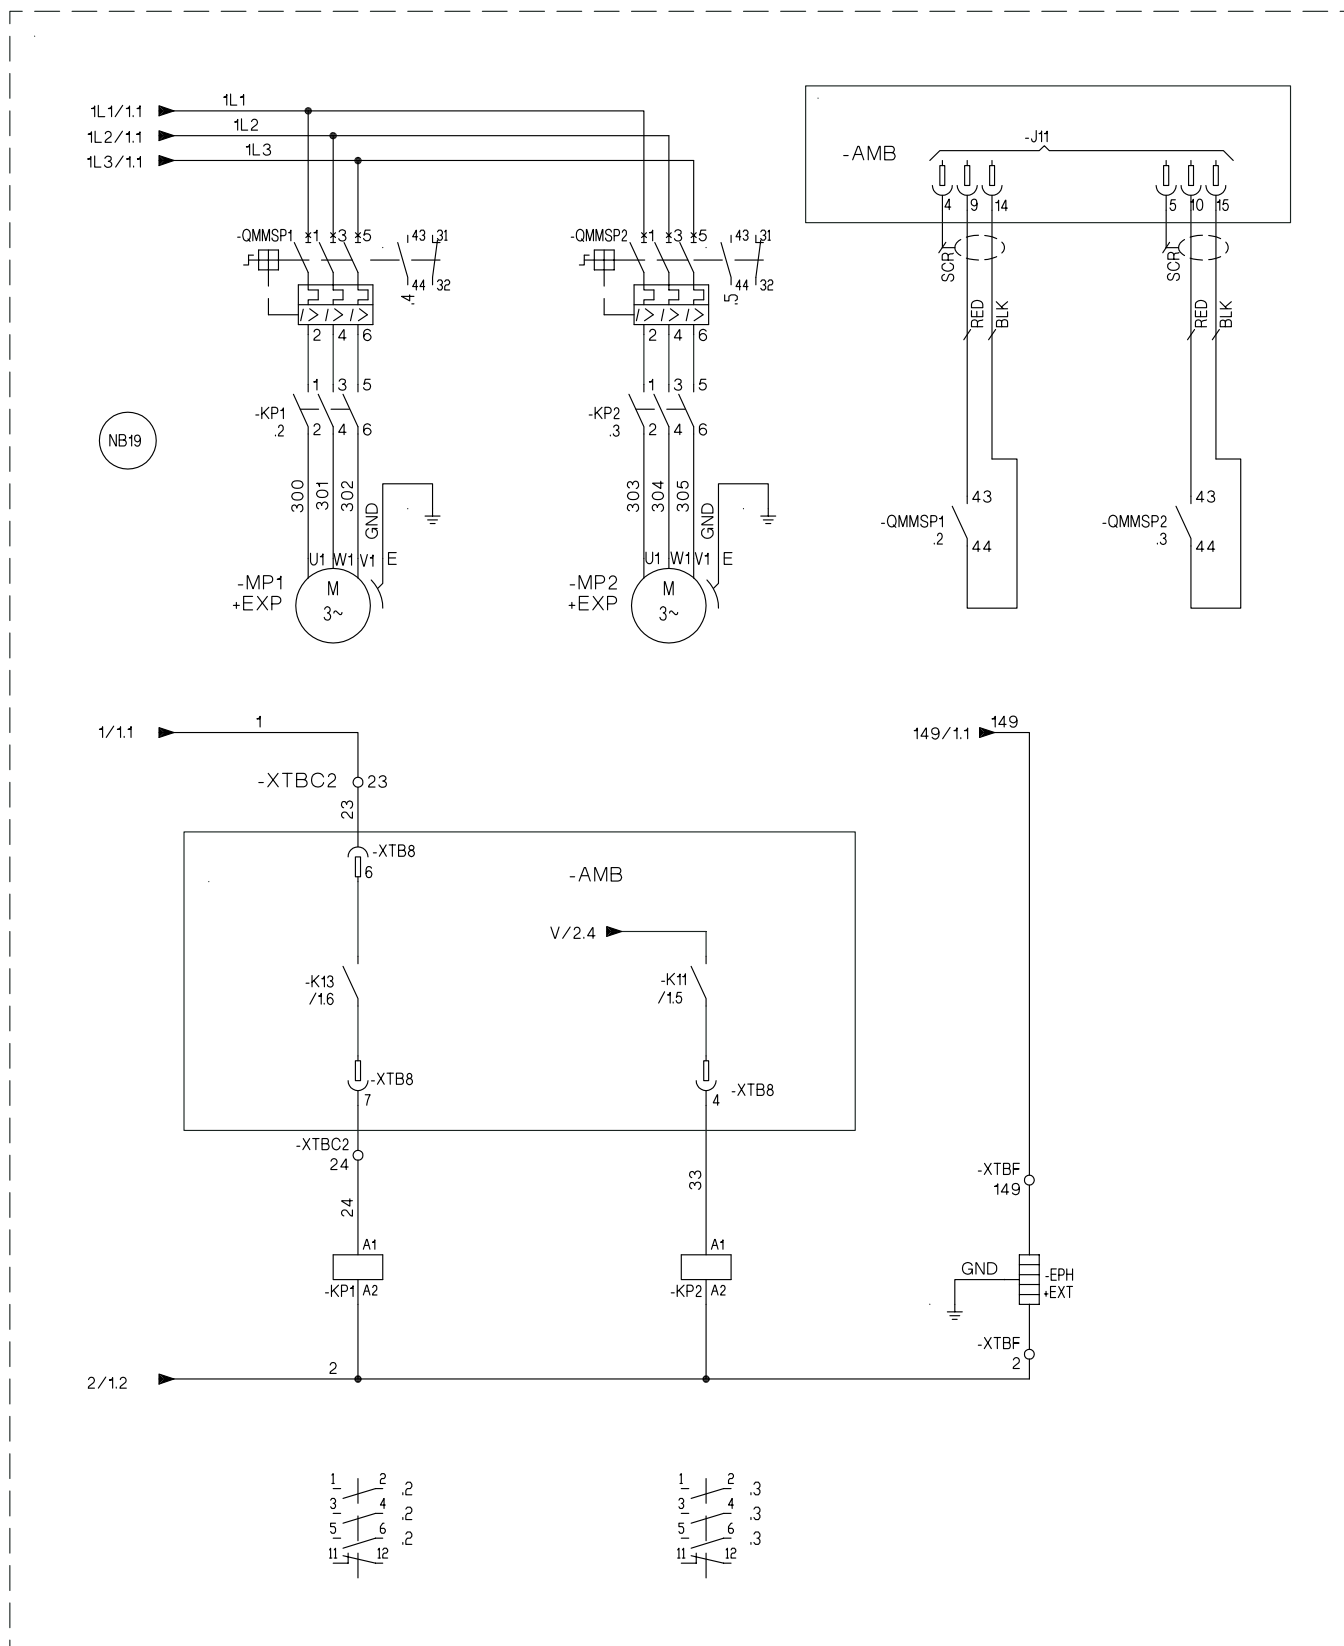 1L1/1.1 1L1
1L2/1.1 1L2
1L3/1.1 1L3
-AMB -J11
4 9 14 5 10 15
-QMMSP1 1 3 5 43 31
44 32
.4
I> I> I>
2 4 6
-QMMSP2 1 3 5 43 31
44 32
.5
I> I> I>
2 4 6
SCR RED BLK
SCR RED BLK
-KP1 1 3 5
.2 2 4 6
-KP2 1 3 5
.3 2 4 6
NB19
300 301 302 GND
303 304 305 GND
U1 W1 V1 E
-MP1 M
+EXP 3~
U1 W1 V1 E
-MP2 M
+EXP 3~
-QMMSP1 43
.2 44
-QMMSP2 43
.3 44
1/1.1 1
149/1.1 149
-XTBC2 23
23
-XTB8
6
-AMB
V/2.4
-K13
/1.6
-K11
/1.5
-XTB8
7
-XTB8
4
-XTBC2
24
24
33
-XTBF
149
A1
-KP1 A2
A1
-KP2 A2
GND
-EPH
+EXT
-XTBF
2
2/1.2 2
1 2 .2
3 4 .2
5 6 .2
11 12
1 2 .3
3 4 .3
5 6 .3
11 12